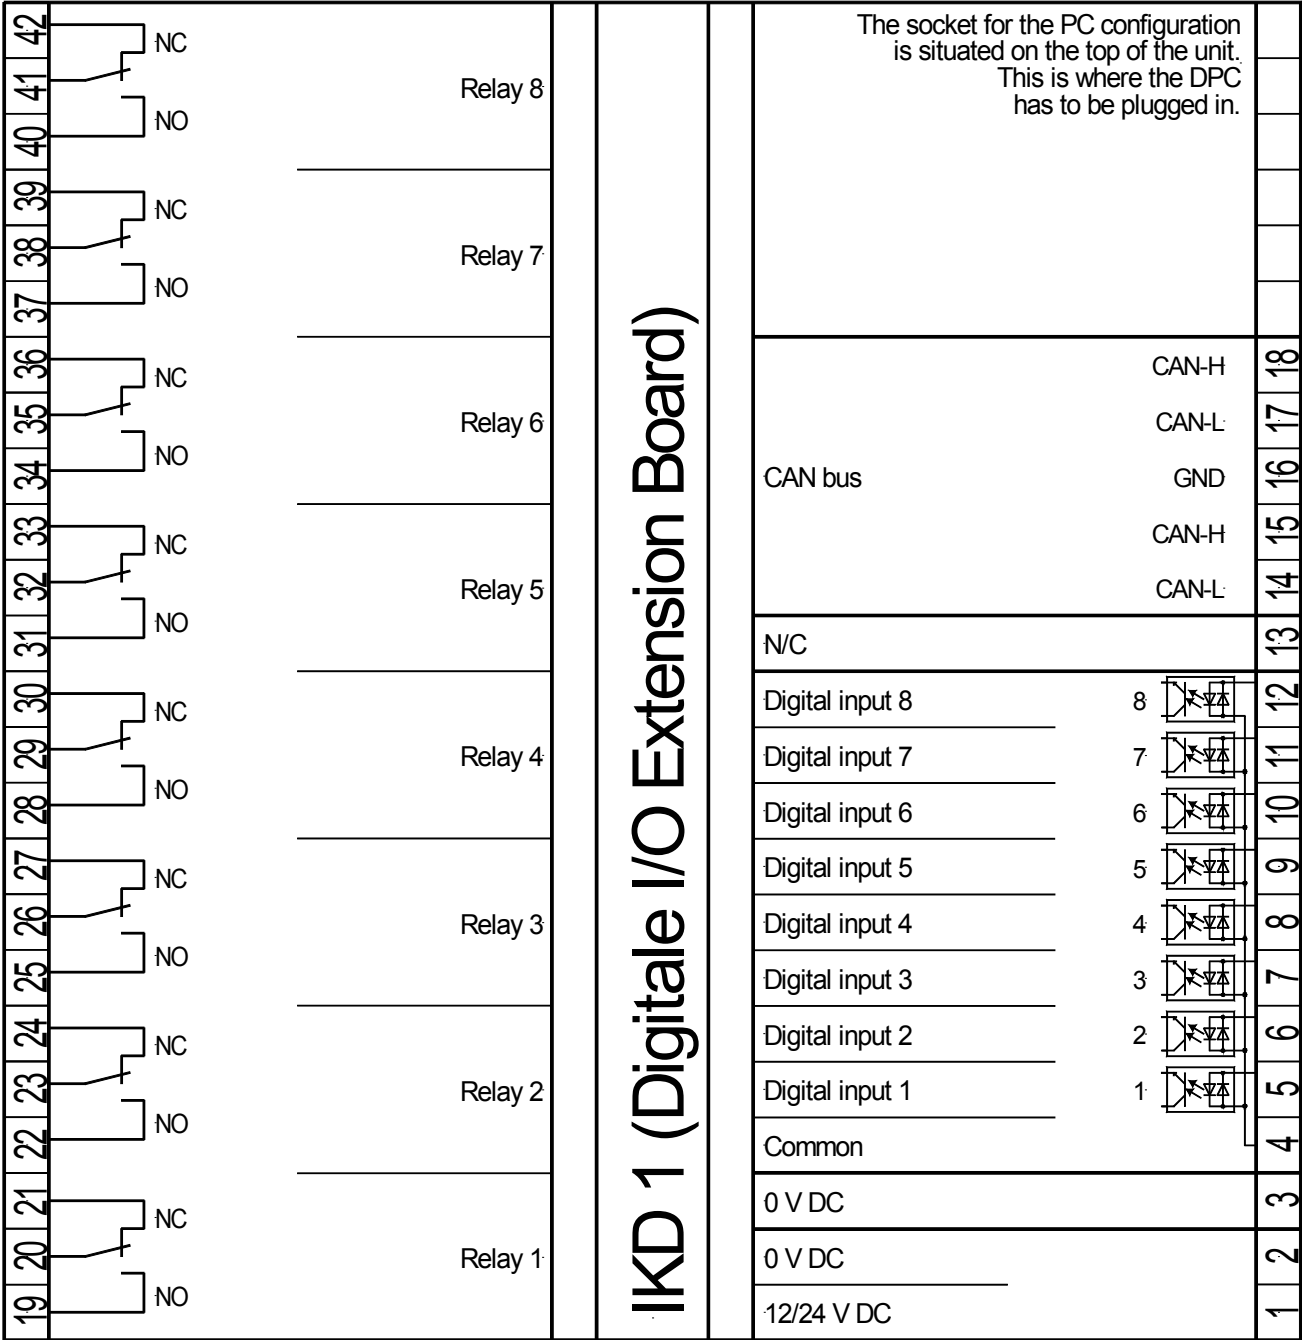 42
NC
41
Relay 8
NO
40
39
NC
38
Relay 7
NO
37
36
NC
35
Relay 6
NO
34
33
NC
32
Relay 5
NO
31
30
NC
29
Relay 4
NO
28
27
NC
26
Relay 3
NO
25
24
NC
23
Relay 2
NO
22
21
NC
20
Relay 1
NO
19
IKD 1 (Digitale I/O Extension Board)
The socket for the PC configuration
is situated on the top of the unit.
This is where the DPC
has to be plugged in.
CAN-H 18
CAN-L 17
CAN bus GND 16
CAN-H 15
CAN-L 14
N/C 13
Digital input 8 8 12
Digital input 7 7 11
Digital input 6 6 10
Digital input 5 5 9
Digital input 4 4 8
Digital input 3 3 7
Digital input 2 2 6
Digital input 1 1 5
Common 4
0 V DC 3
0 V DC 2
12/24 V DC 1